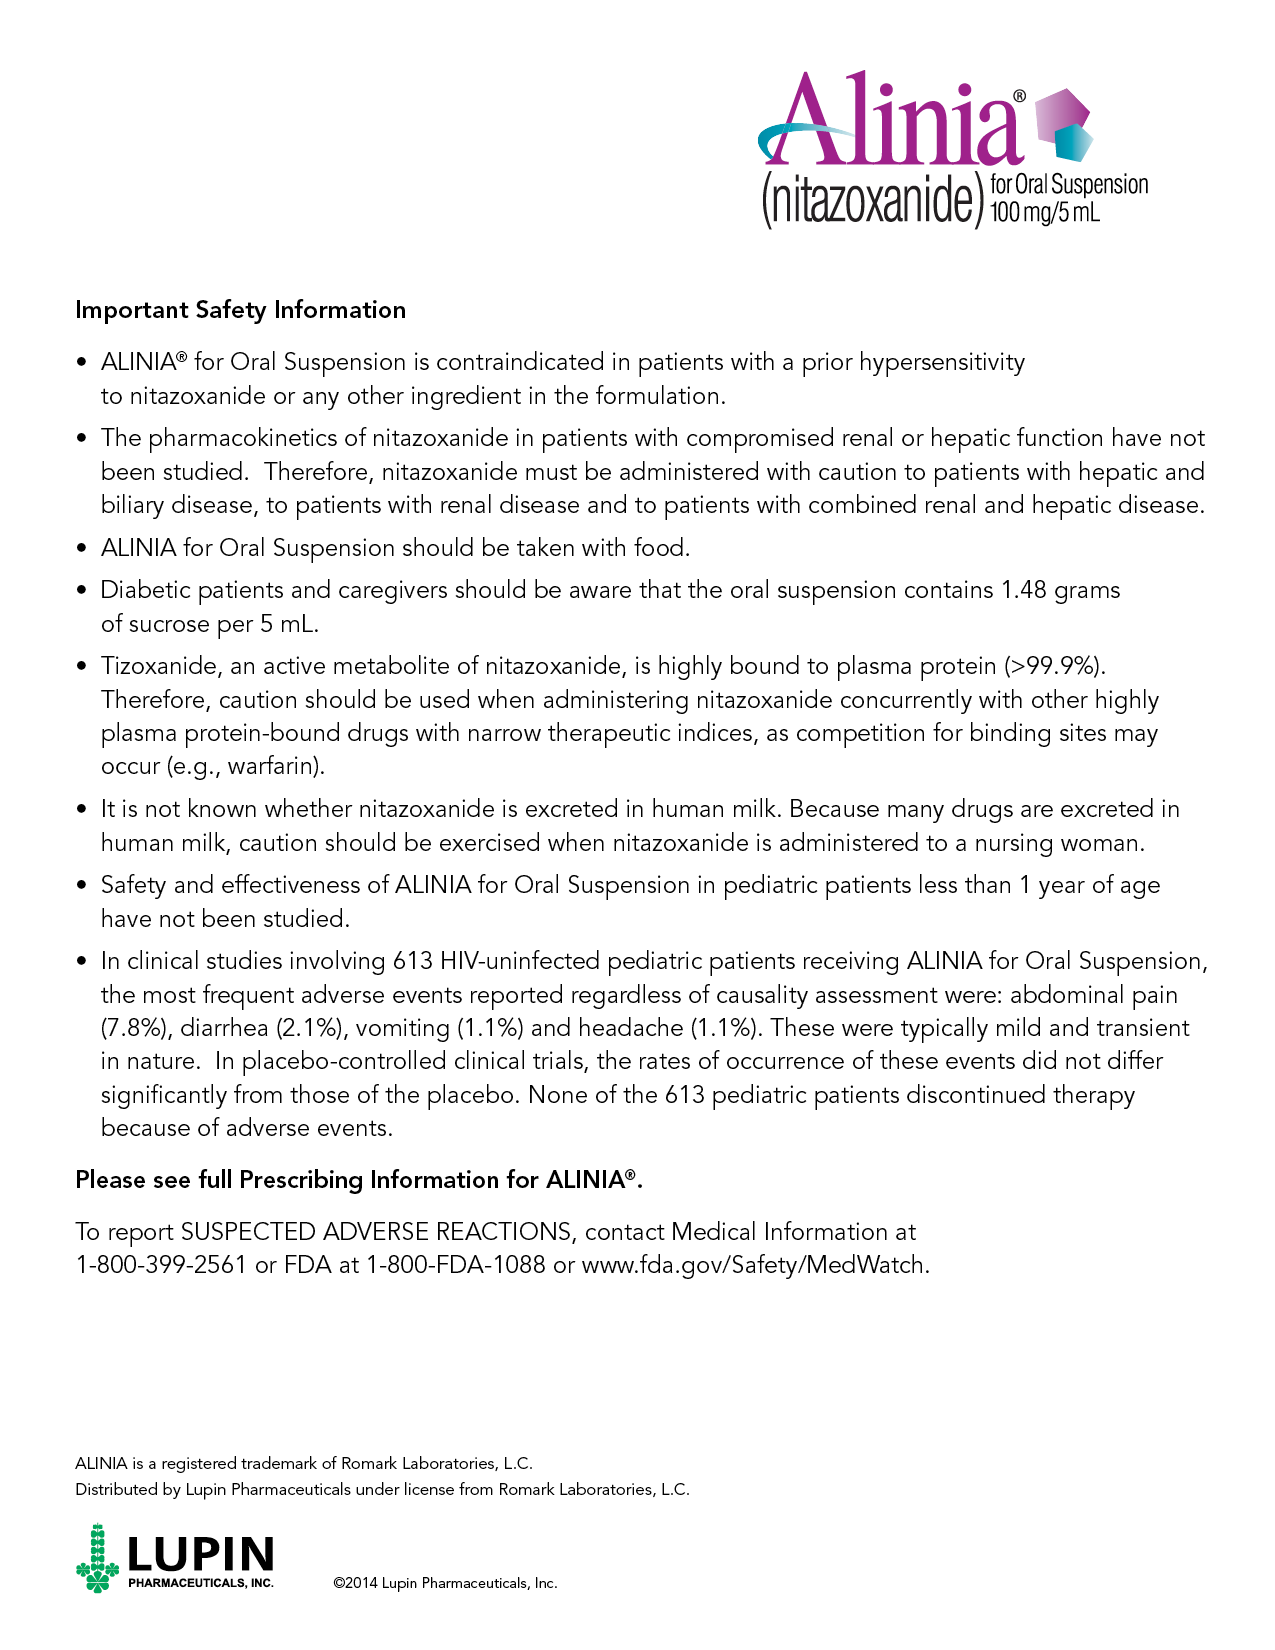 Alinia®
(nitazoxanide) for Oral Suspension
100 mg/5 mL
Important Safety Information
• ALINIA® for Oral Suspension is contraindicated in patients with a prior hypersensitivity
to nitazoxanide or any other ingredient in the formulation.
• The pharmacokinetics of nitazoxanide in patients with compromised renal or hepatic function have not
been studied.  Therefore, nitazoxanide must be administered with caution to patients with hepatic and
biliary disease, to patients with renal disease and to patients with combined renal and hepatic disease.
• ALINIA for Oral Suspension should be taken with food.
• Diabetic patients and caregivers should be aware that the oral suspension contains 1.48 grams
of sucrose per 5 mL.
• Tizoxanide, an active metabolite of nitazoxanide, is highly bound to plasma protein (>99.9%).
Therefore, caution should be used when administering nitazoxanide concurrently with other highly
plasma protein-bound drugs with narrow therapeutic indices, as competition for binding sites may
occur (e.g., warfarin).
• It is not known whether nitazoxanide is excreted in human milk. Because many drugs are excreted in
human milk, caution should be exercised when nitazoxanide is administered to a nursing woman.
• Safety and effectiveness of ALINIA for Oral Suspension in pediatric patients less than 1 year of age
have not been studied.
• In clinical studies involving 613 HIV-uninfected pediatric patients receiving ALINIA for Oral Suspension,
the most frequent adverse events reported regardless of causality assessment were: abdominal pain
(7.8%), diarrhea (2.1%), vomiting (1.1%) and headache (1.1%). These were typically mild and transient
in nature.  In placebo-controlled clinical trials, the rates of occurrence of these events did not differ
significantly from those of the placebo. None of the 613 pediatric patients discontinued therapy
because of adverse events.
Please see full Prescribing Information for ALINIA®.
To report SUSPECTED ADVERSE REACTIONS, contact Medical Information at
1-800-399-2561 or FDA at 1-800-FDA-1088 or www.fda.gov/Safety/MedWatch.
ALINIA is a registered trademark of Romark Laboratories, L.C.
Distributed by Lupin Pharmaceuticals under license from Romark Laboratories, L.C.
LUPIN
PHARMACEUTICALS, INC.
©2014 Lupin Pharmaceuticals, Inc.